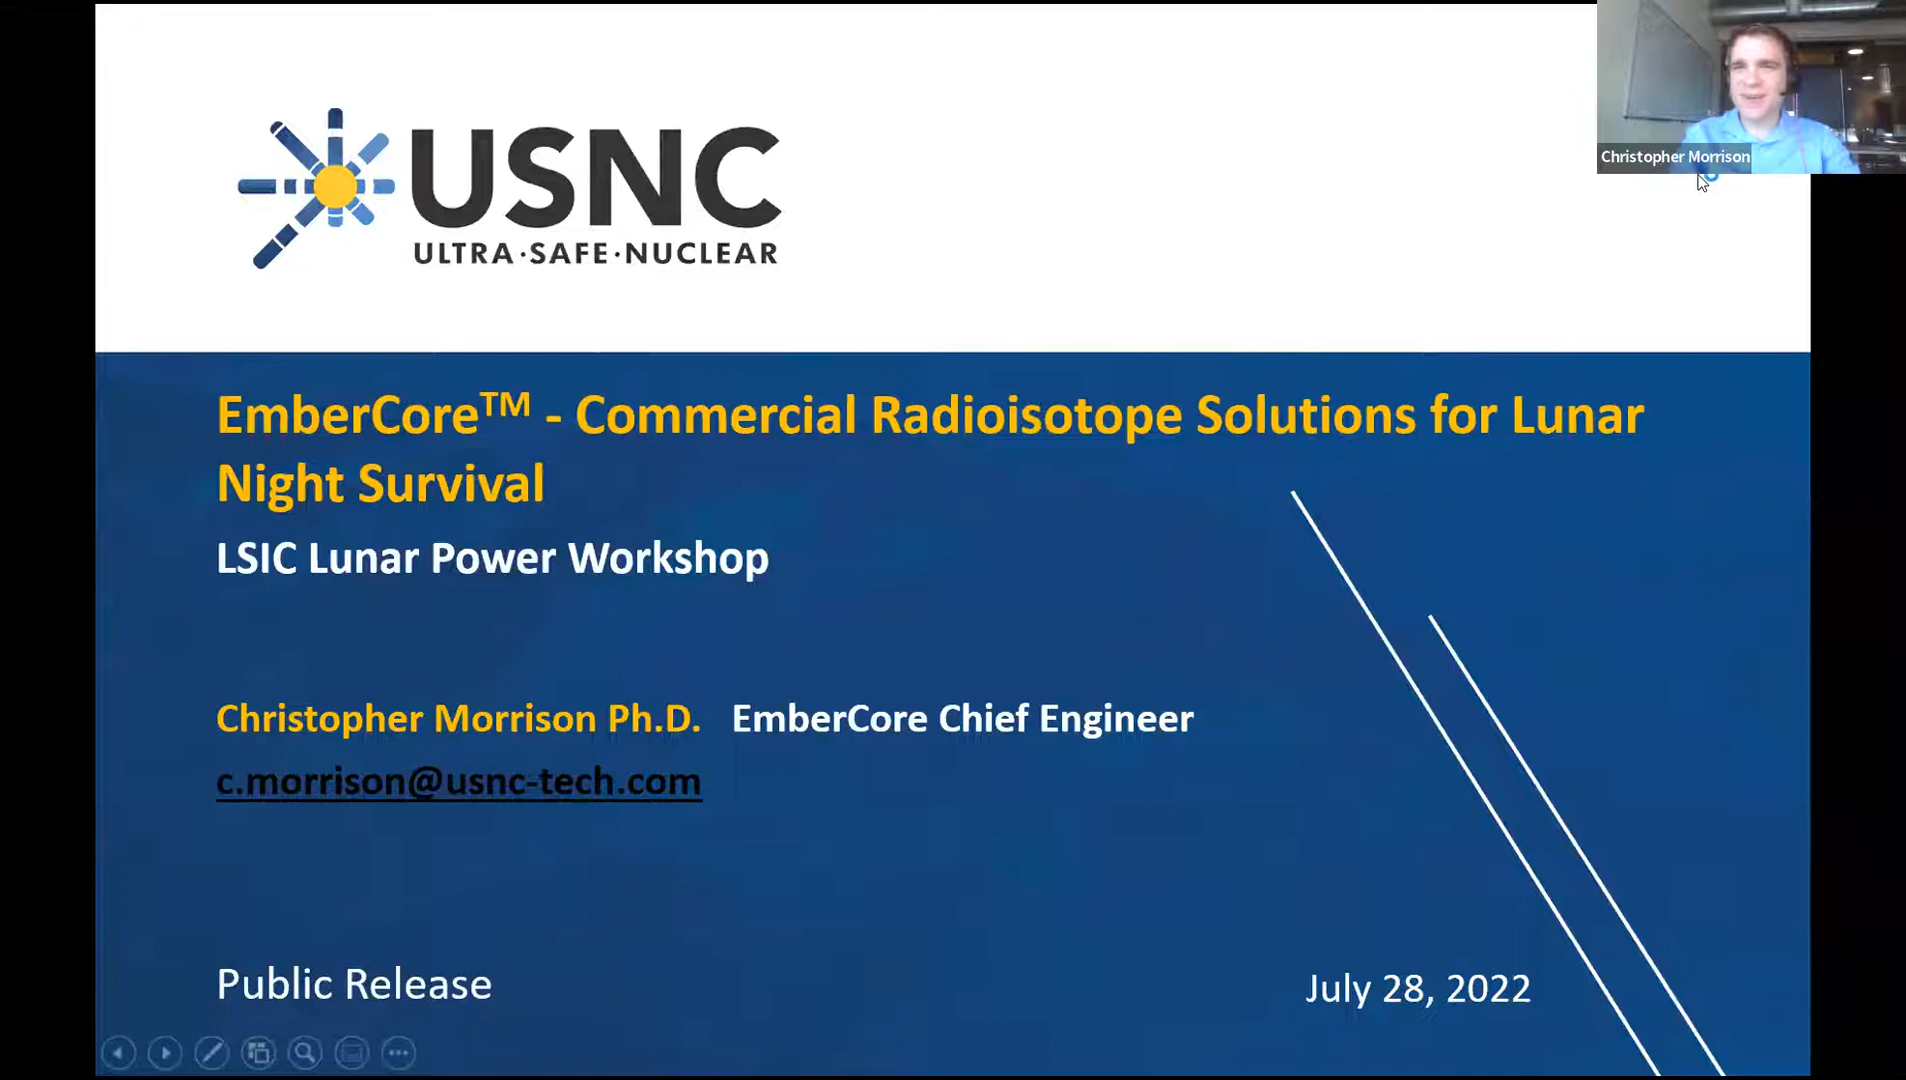 USNC
ULTRA·SAFE·NUCLEAR
Christopher Morrison
EmberCore™ - Commercial Radioisotope Solutions for Lunar
Night Survival
LSIC Lunar Power Workshop
Christopher Morrison Ph.D. EmberCore Chief Engineer
c.morrison@usnc-tech.com
Public Release
July 28, 2022